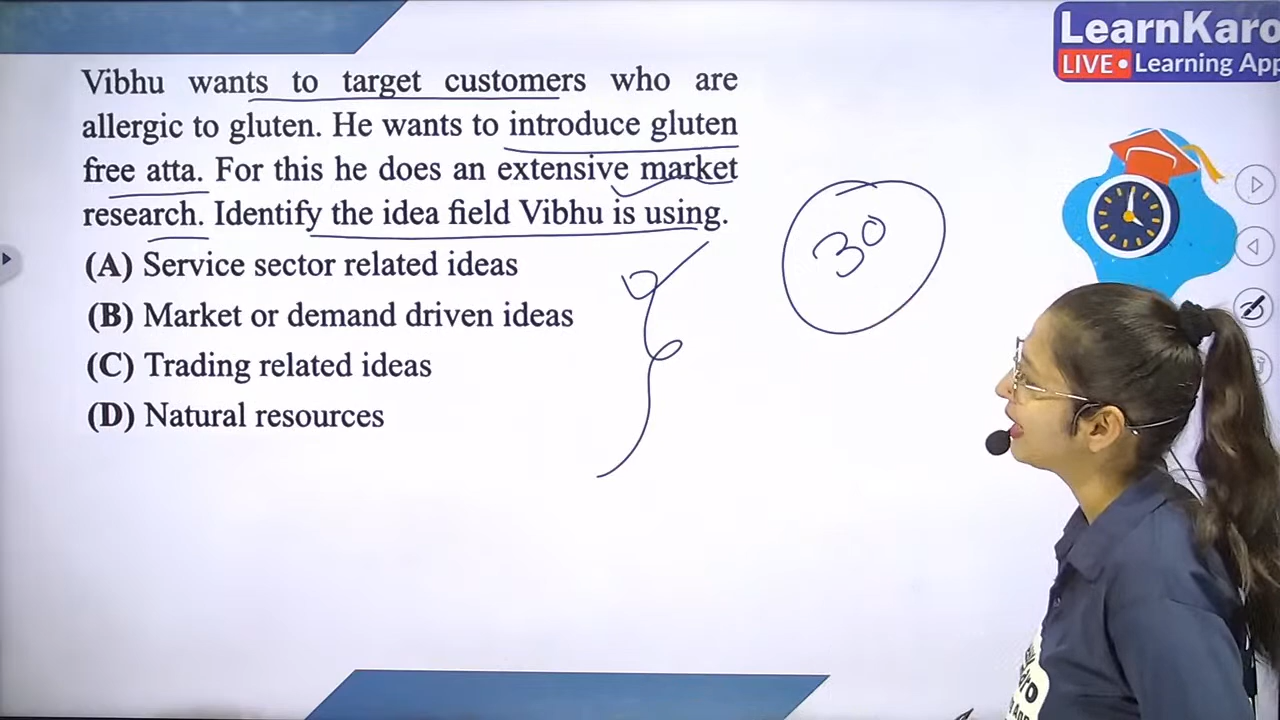 LearnKaro
LIVE • Learning App
Vibhu wants to target customers who are
allergic to gluten. He wants to introduce gluten
free atta. For this he does an extensive market
research. Identify the idea field Vibhu is using.
(A) Service sector related ideas
(B) Market or demand driven ideas
(C) Trading related ideas
(D) Natural resources
30